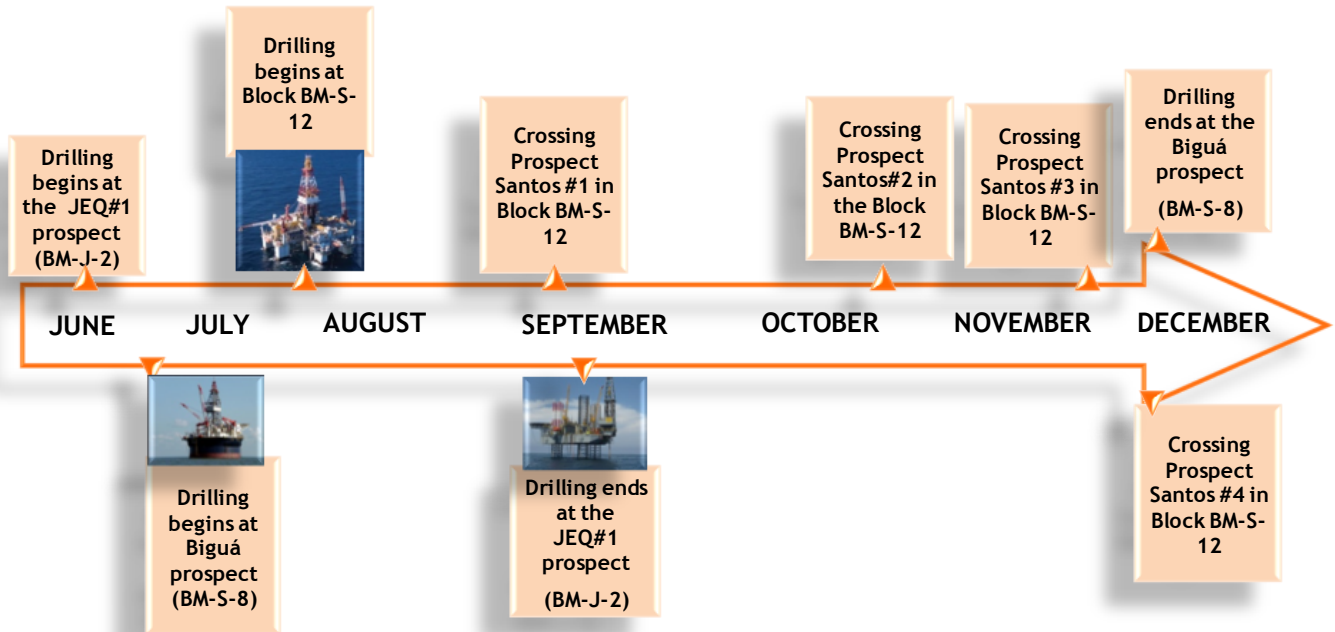 Drilling
begins at
the JEQ#1
prospect
(BM-J-2)
Drilling
begins at
Block BM-S-
12
Crossing
Prospect
Santos #1 in
Block BM-S-
12
Crossing
Prospect
Santos#2 in
the Block
BM-S-12
Crossing
Prospect
Santos #3 in
Block BM-S-
12
Drilling
ends at the
Biguá
prospect
(BM-S-8)
JUNE
JULY
AUGUST
SEPTEMBER
OCTOBER
NOVEMBER
DECEMBER
Drilling
begins at
Biguá
prospect
(BM-S-8)
Drilling ends
at the
JEQ#1
prospect
(BM-J-2)
Crossing
Prospect
Santos #4 in
Block BM-S-
12